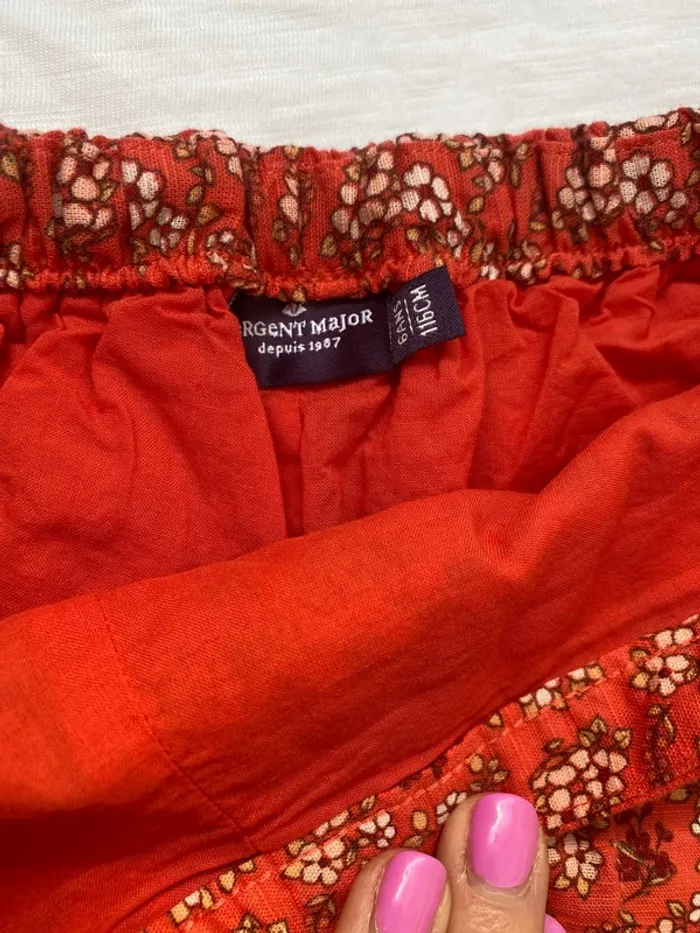 RGENT MAJOR
depuis 1987
6ANS
116CM